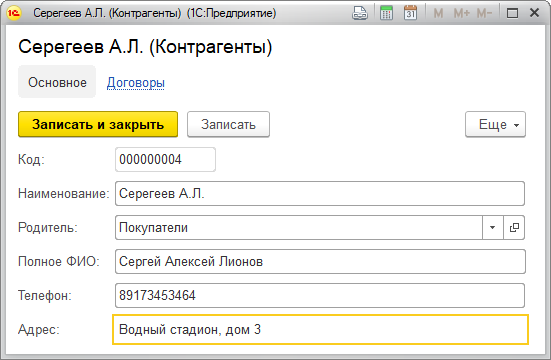 Серегеев А.Л. (Контрагенты) (1С:Предприятие)
M M+ M-
Серегеев А.Л. (Контрагенты)
Основное Договоры
Записать и закрыть Записать Еще
Код: 000000004
Наименование: Серегеев А.Л.
Родитель: Покупатели
Полное ФИО: Сергей Алексей Лионов
Телефон: 89173453464
Адрес: Водный стадион, дом 3